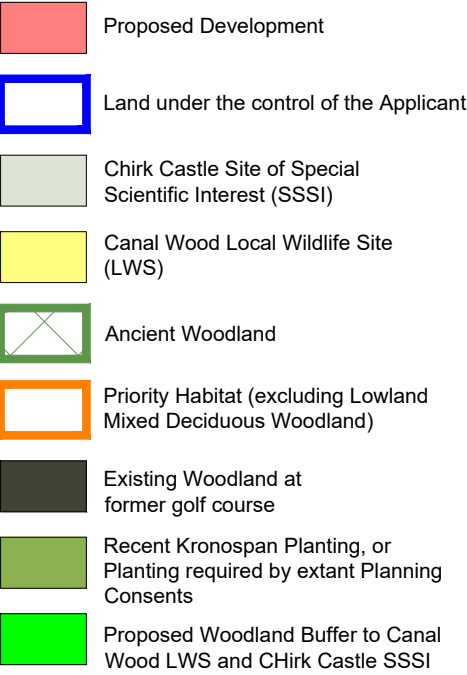 Proposed Development
Land under the control of the Applicant
Chirk Castle Site of Special
Scientific Interest (SSSI)
Canal Wood Local Wildlife Site
(LWS)
Ancient Woodland
Priority Habitat (excluding Lowland
Mixed Deciduous Woodland)
Existing Woodland at
former golf course
Recent Kronospan Planting, or
Planting required by extant Planning
Consents
Proposed Woodland Buffer to Canal
Wood LWS and CHirk Castle SSSI